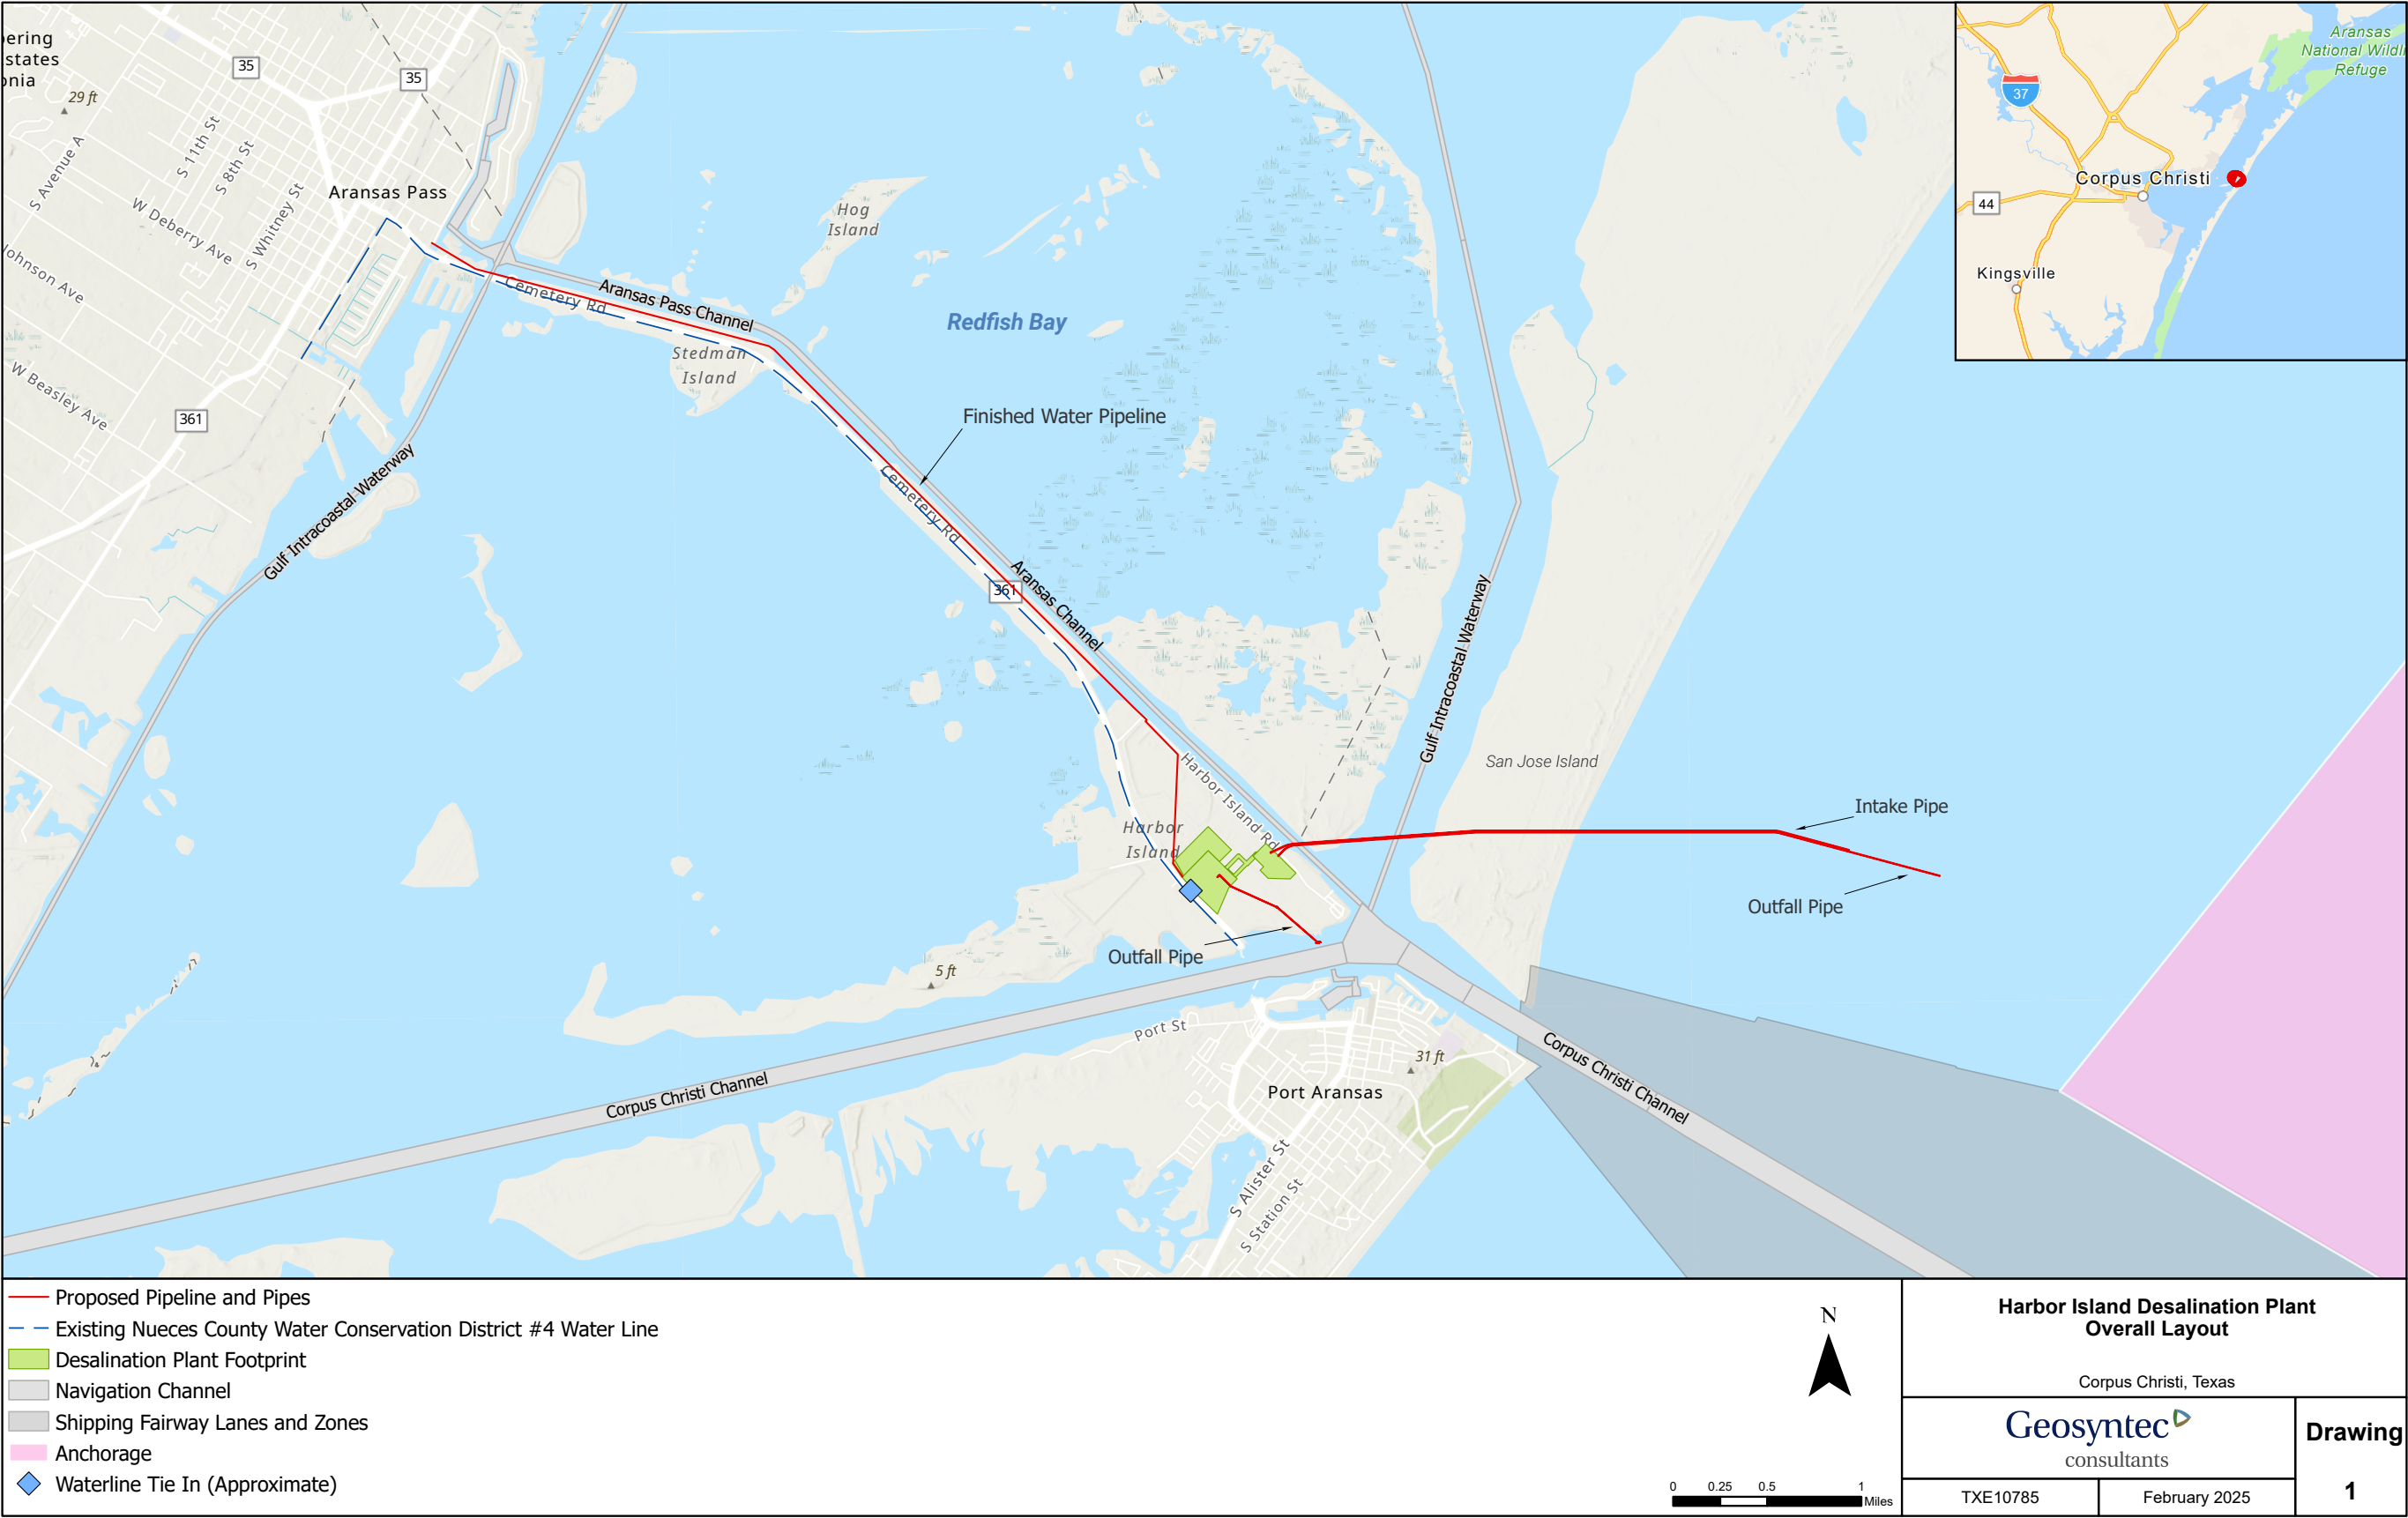 ering
states
onia
35
35
29 ft
S Avenue A
S 11th St
S 8th St
W Deberry Ave
S Whitney St
Aransas Pass
Johnson Ave
W Beasley Ave
361
Gulf Intracoastal Waterway
Cemetery Rd
Aransas Pass Channel
Stedman
Island
Hog
Island
Redfish Bay
Finished Water Pipeline
Cemetery Rd
361
Aransas Channel
Gulf Intracoastal Waterway
San Jose Island
Harbor Island Rd
Harbor
Island
Intake Pipe
Outfall Pipe
Outfall Pipe
5 ft
Port St
31 ft
Port Aransas
Corpus Christi Channel
Corpus Christi Channel
S Alister St
S Station St
Aransas
National Wildli
Refuge
37
Corpus Christi
44
Kingsville
Proposed Pipeline and Pipes
Existing Nueces County Water Conservation District #4 Water Line
Desalination Plant Footprint
Navigation Channel
Shipping Fairway Lanes and Zones
Anchorage
Waterline Tie In (Approximate)
N
0 0.25 0.5 1
Miles
Harbor Island Desalination Plant
Overall Layout
Corpus Christi, Texas
Geosyntec
consultants
Drawing
1
TXE10785
February 2025